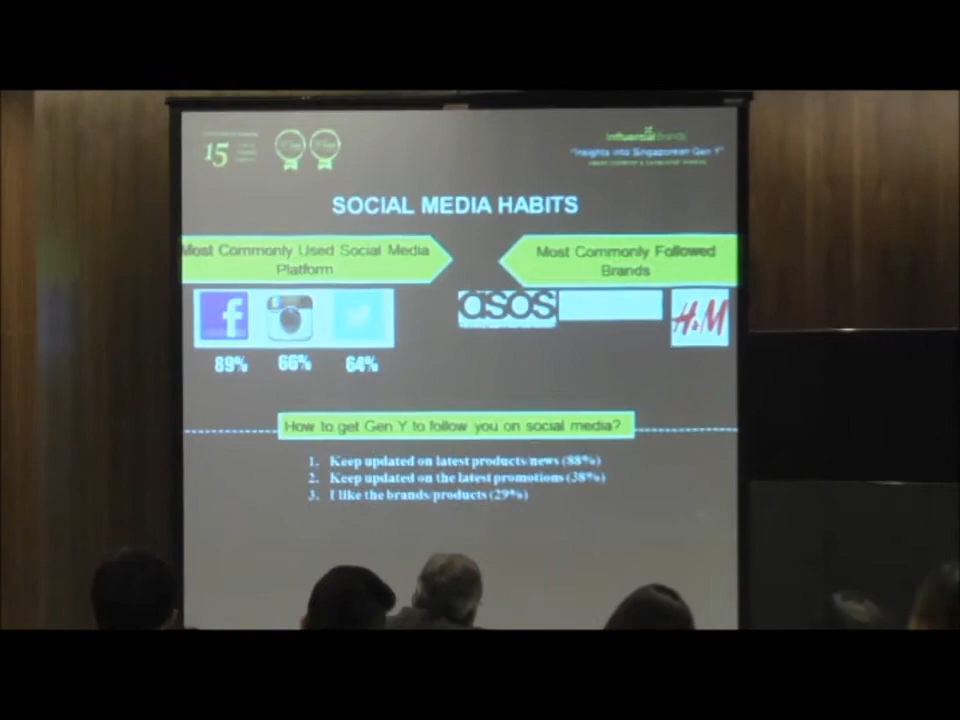 15
Influential Brands
"Insights into Singaporean Gen Y"
SOCIAL MEDIA HABITS
Most Commonly Used Social Media
Platform
Most Commonly Followed
Brands
f
asos
H&M
89% 66% 64%
How to get Gen Y to follow you on social media?
1. Keep updated on latest products/news (88%)
2. Keep updated on the latest promotions (38%)
3. I like the brands/products (29%)